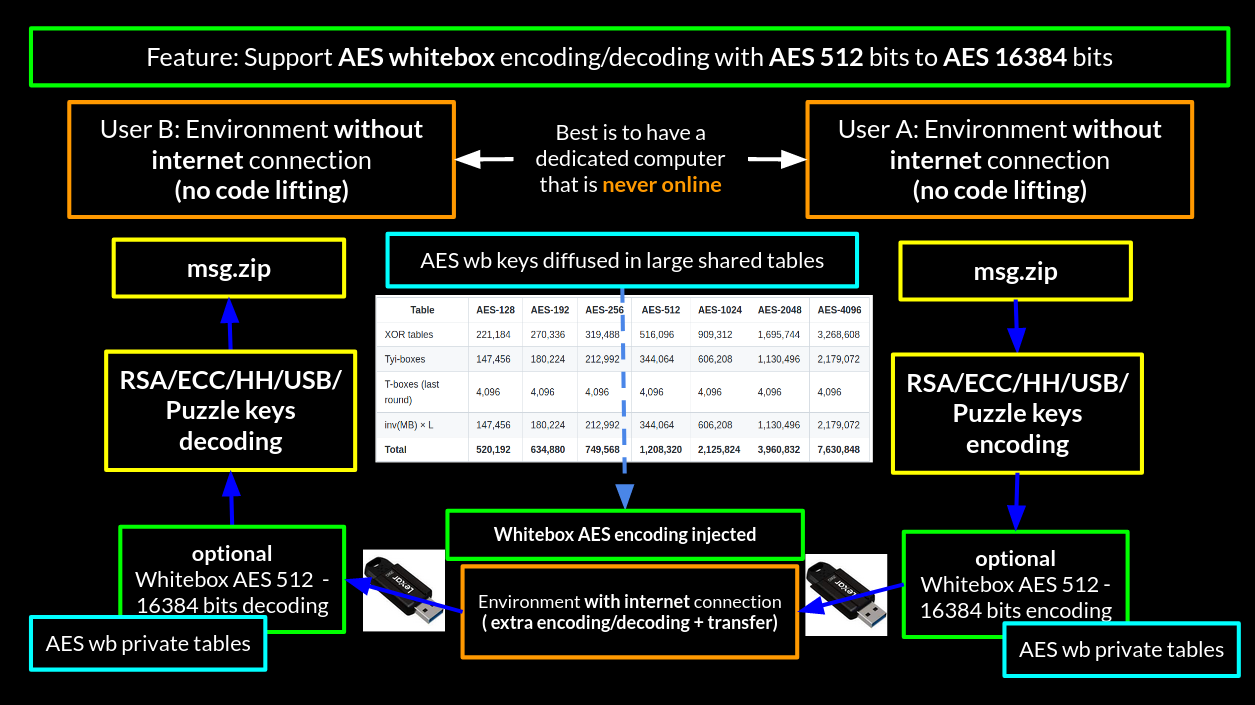 Feature: Support AES whitebox encoding/decoding with AES 512 bits to AES 16384 bits
User B: Environment without
internet connection
(no code lifting)
Best is to have a
dedicated computer
that is never online
User A: Environment without
internet connection
(no code lifting)
msg.zip
AES wb keys diffused in large shared tables
msg.zip
Table AES-128 AES-192 AES-256 AES-512 AES-1024 AES-2048 AES-4096
XOR tables 221,184 270,336 319,488 516,096 909,312 1,695,744 3,268,608
Tyi-boxes 147,456 180,224 212,992 344,064 606,208 1,130,496 2,179,072
T-boxes (last
round) 4,096 4,096 4,096 4,096 4,096 4,096 4,096
inv(MB) × L 147,456 180,224 212,992 344,064 606,208 1,130,496 2,179,072
Total 520,192 634,880 749,568 1,208,320 2,125,824 3,960,832 7,630,848
RSA/ECC/HH/USB/
Puzzle keys
decoding
RSA/ECC/HH/USB/
Puzzle keys
encoding
Whitebox AES encoding injected
optional
Whitebox AES 512 -
16384 bits decoding
Lexar
Environment with internet connection
( extra encoding/decoding + transfer)
Lexar
optional
Whitebox AES 512 -
16384 bits encoding
AES wb private tables
AES wb private tables